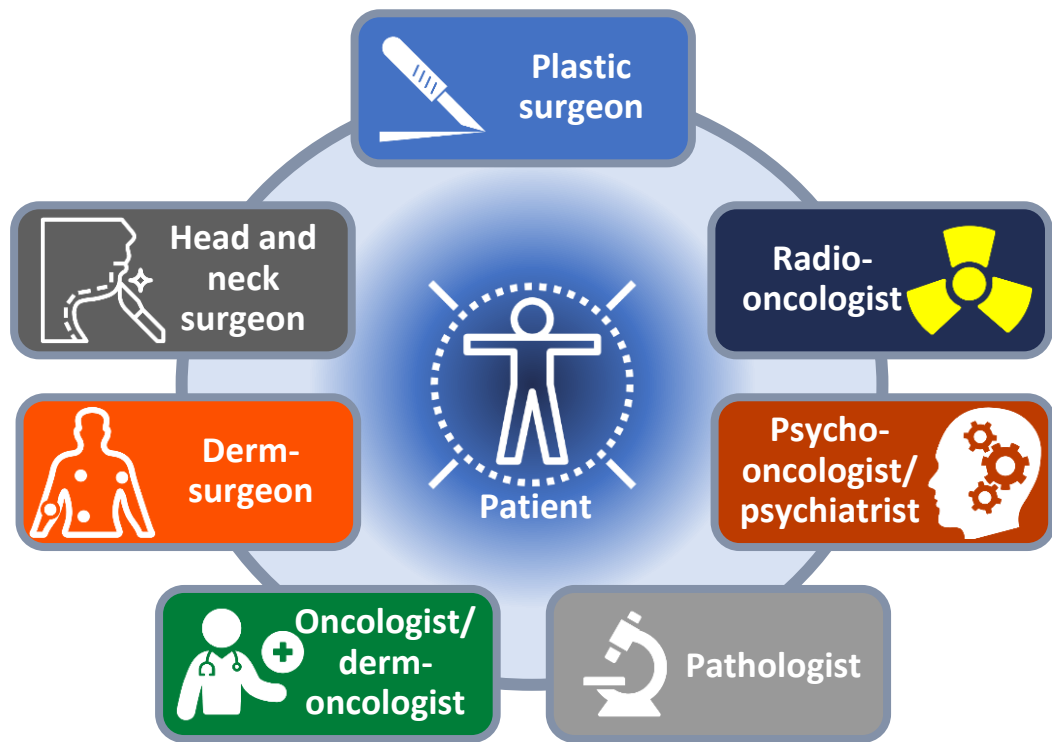 Plastic
surgeon
Head and
neck
surgeon
Radio-
oncologist
Derm-
surgeon
Psycho-
oncologist/
psychiatrist
Patient
Oncologist/
derm-
oncologist
Pathologist